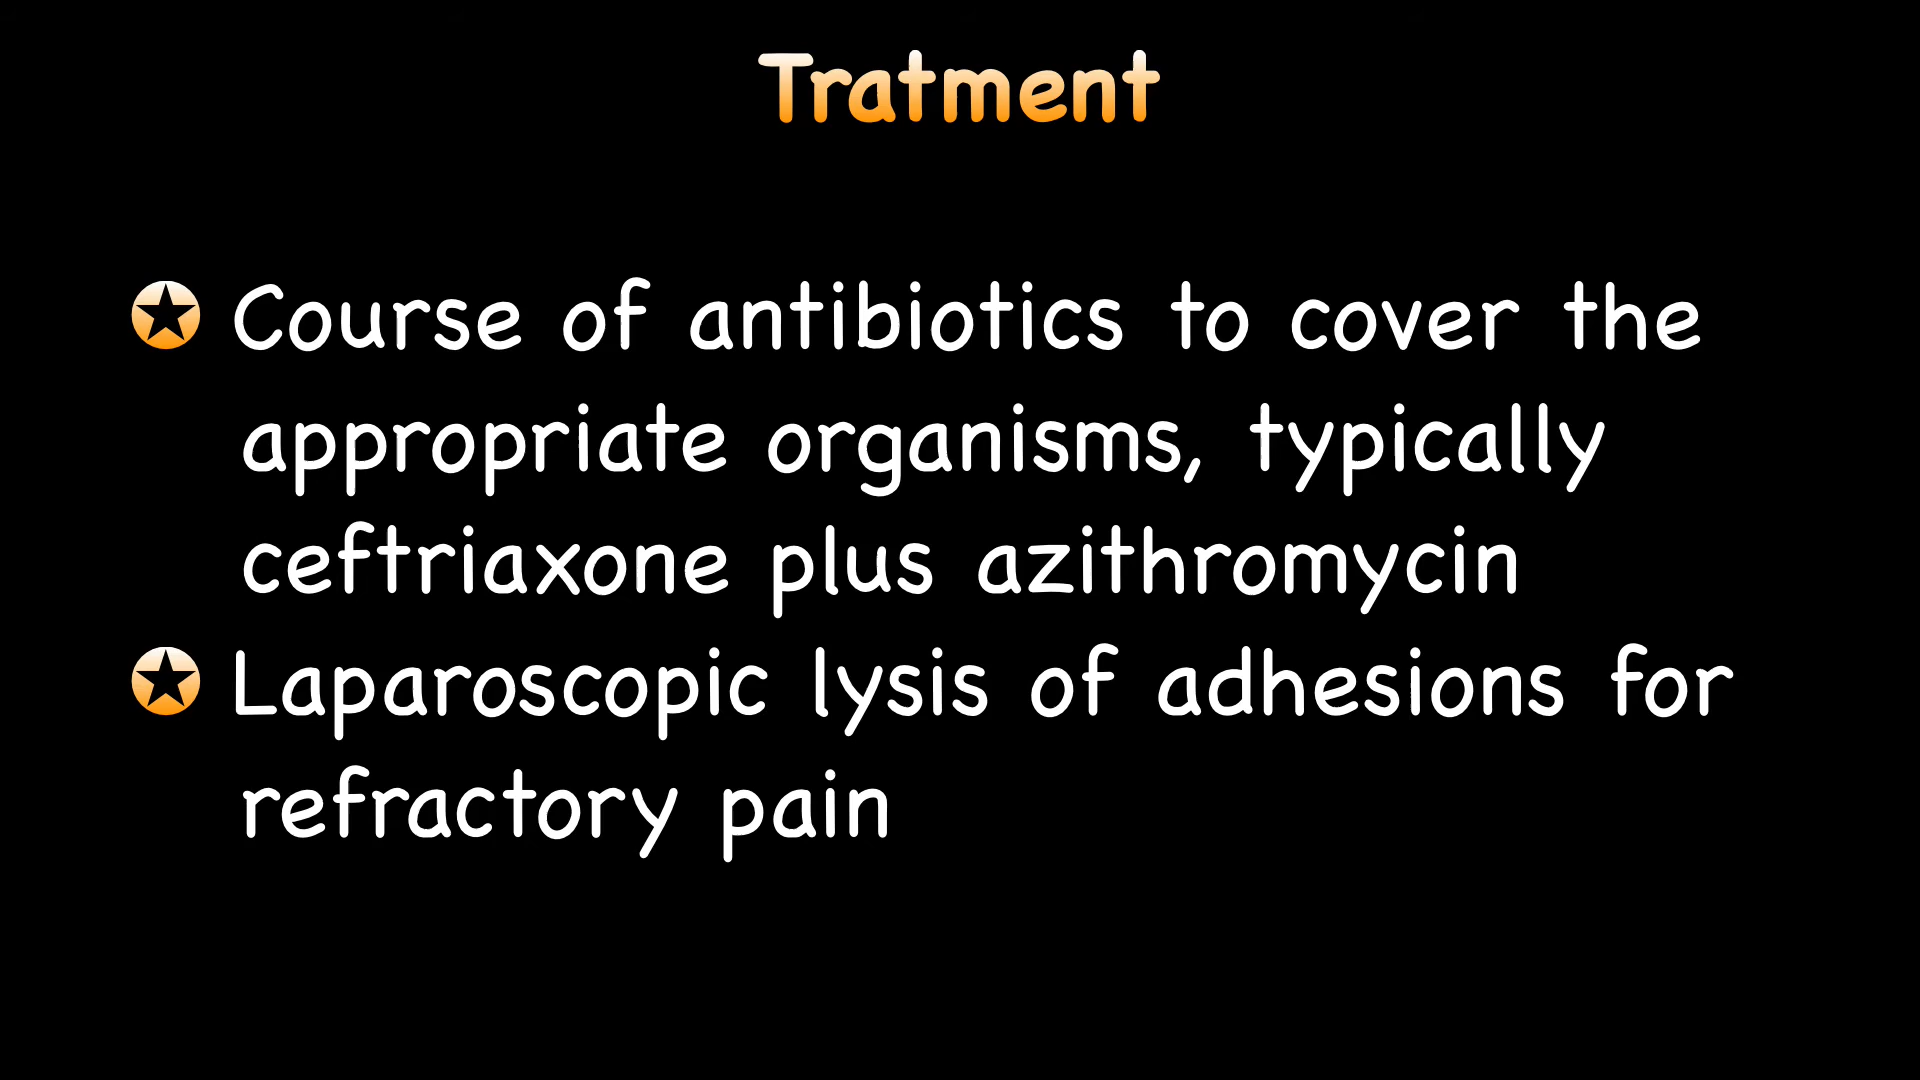 Tratment
✪ Course of antibiotics to cover the
appropriate organisms, typically
ceftriaxone plus azithromycin
✪ Laparoscopic lysis of adhesions for
refractory pain